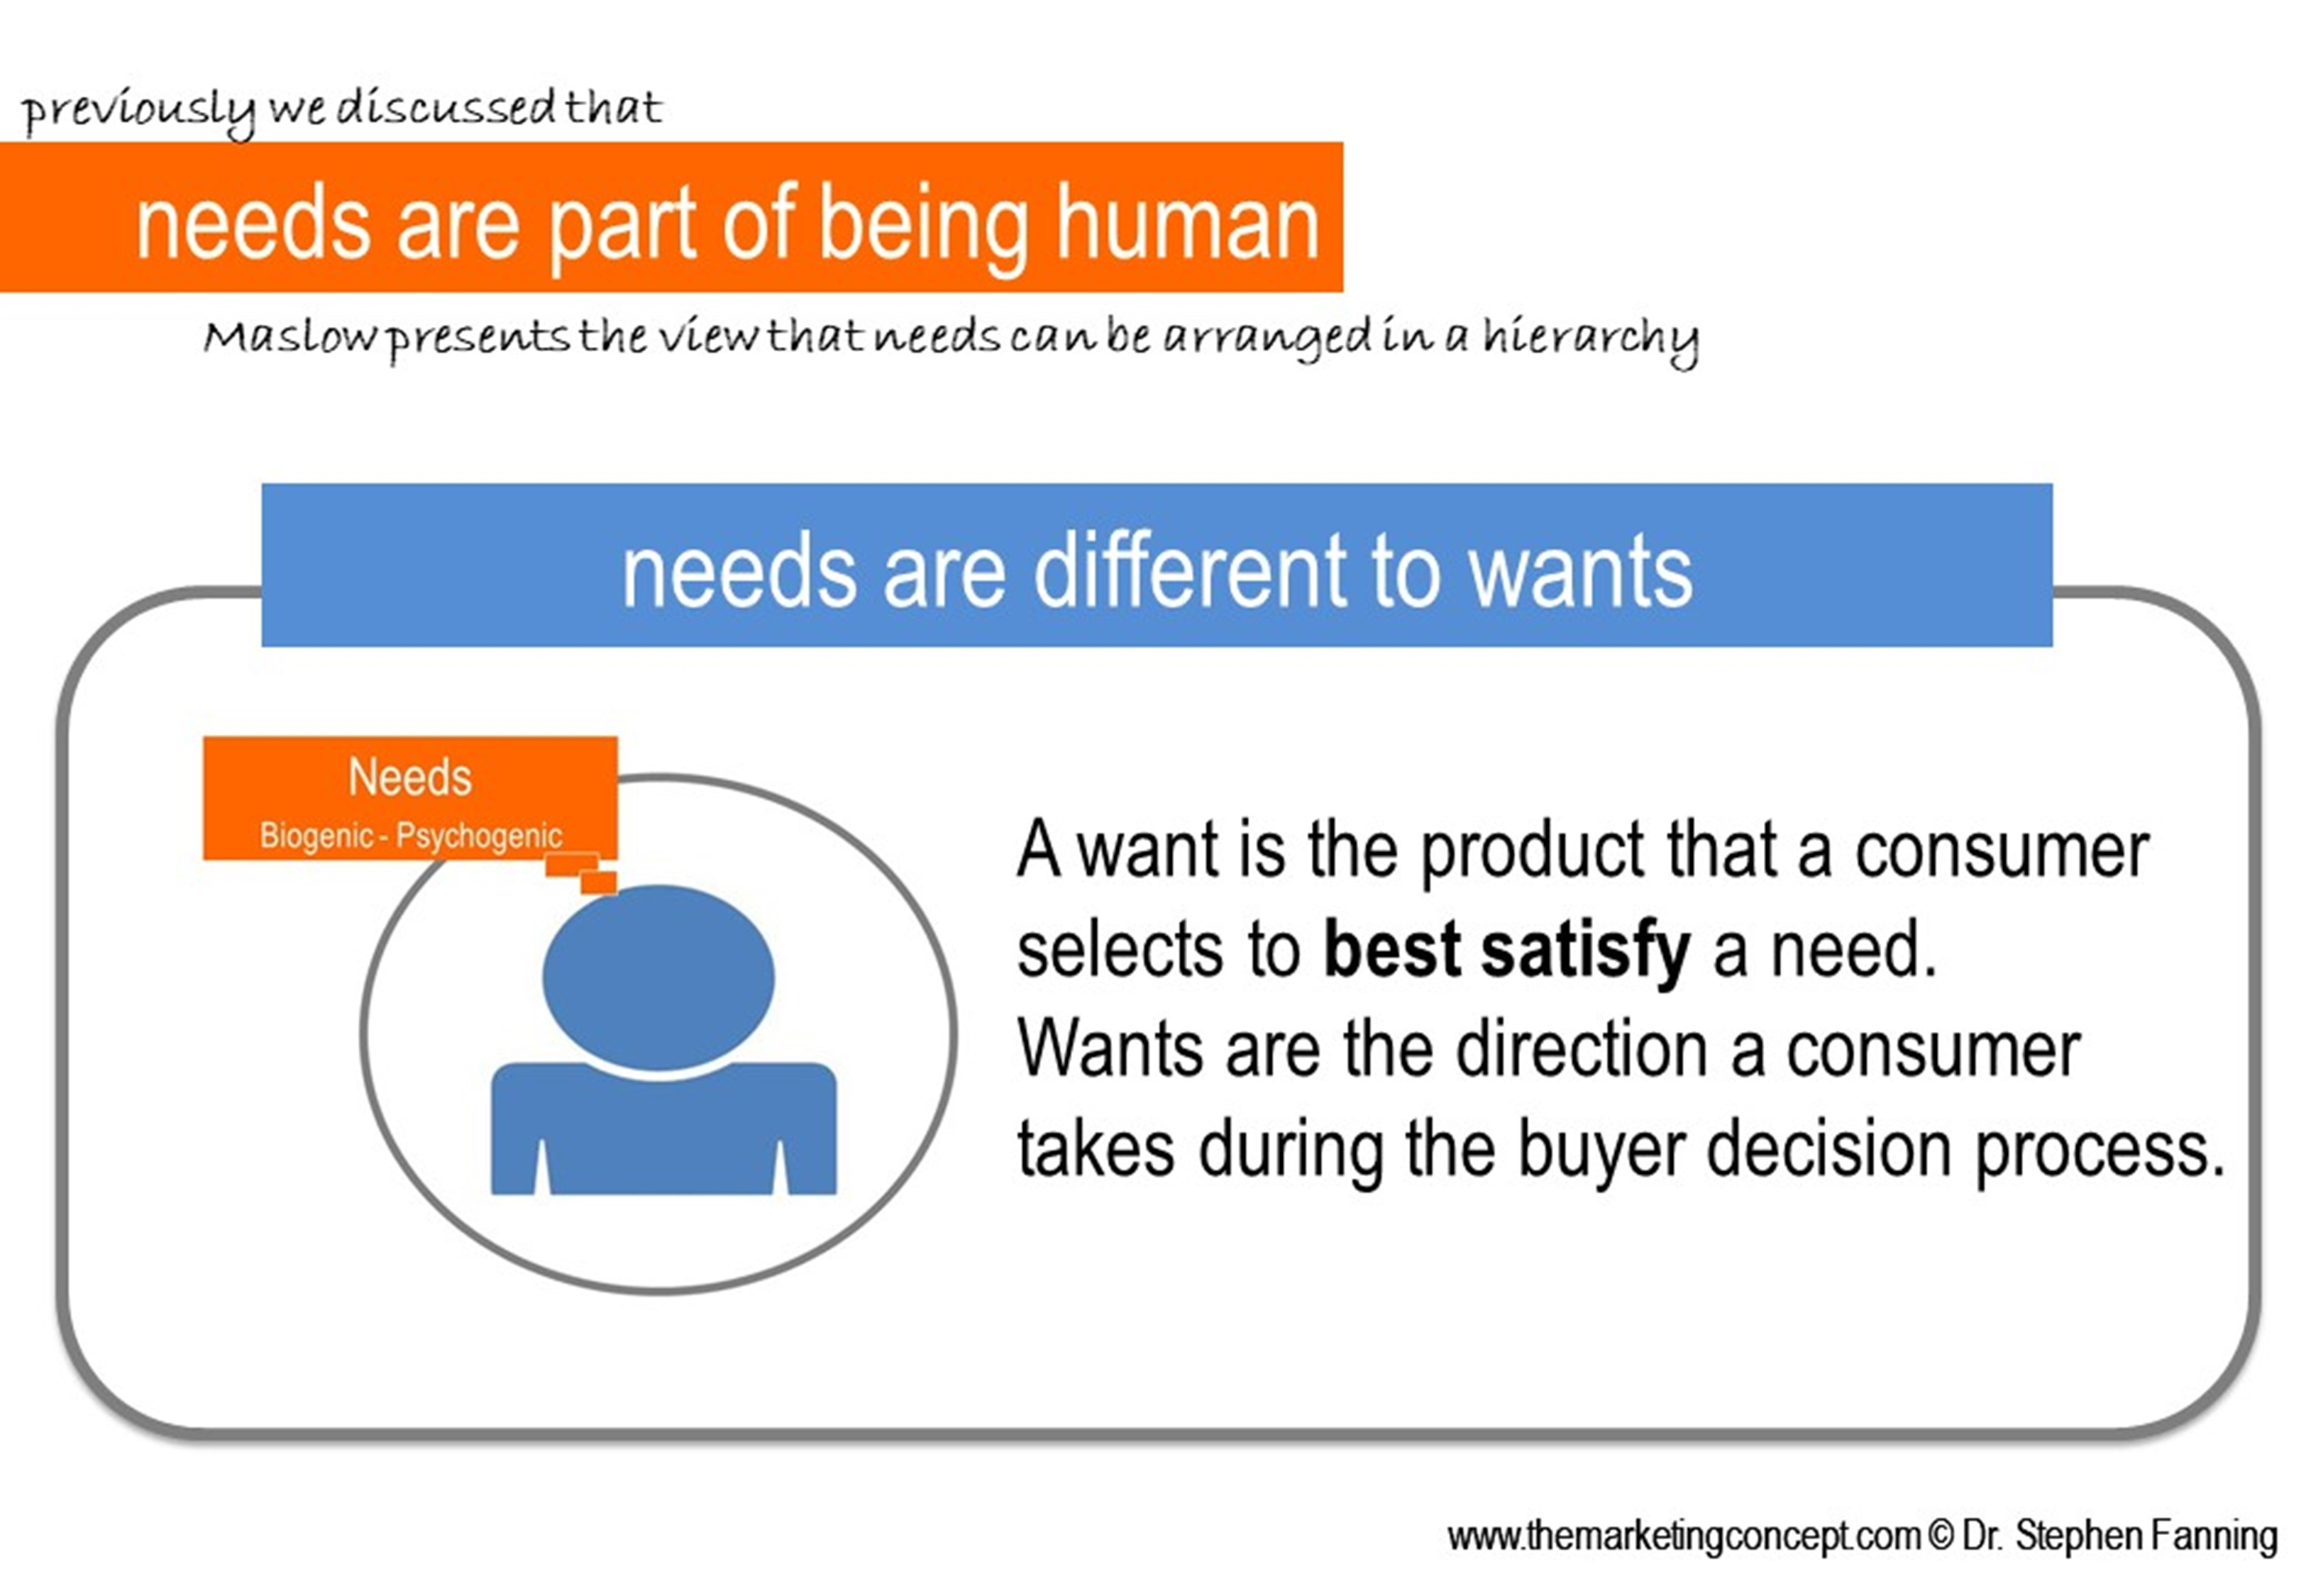 previously we discussed that
needs are part of being human
Maslow presents the view that needs can be arranged in a hierarchy
needs are different to wants
Needs
Biogenic - Psychogenic
A want is the product that a consumer
selects to best satisfy a need.
Wants are the direction a consumer
takes during the buyer decision process.
www.themarketingconcept.com © Dr. Stephen Fanning